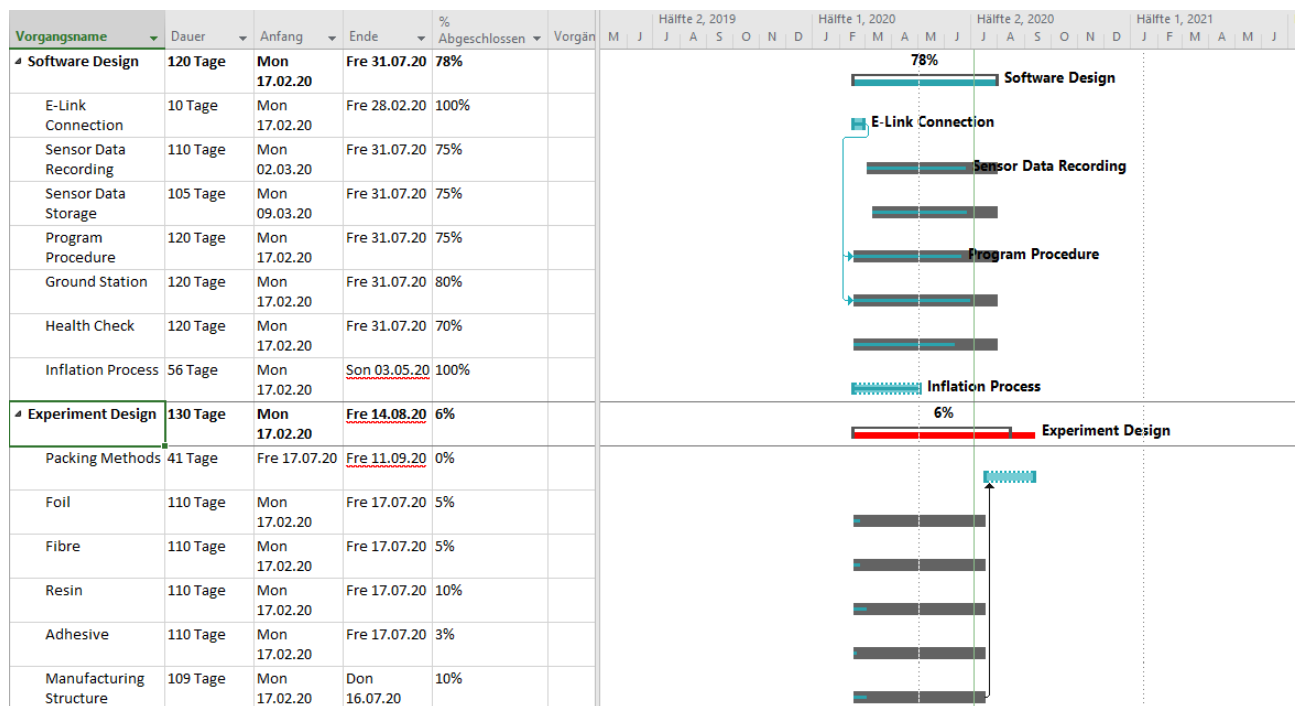 Vorgangsname Dauer Anfang Ende % Abgeschlossen Vorgän
Hälfte 2, 2019 Hälfte 1, 2020 Hälfte 2, 2020 Hälfte 1, 2021
M J J A S O N D J F M A M J J A S O N D J F M A M J
Software Design 120 Tage Mon 17.02.20 Fre 31.07.20 78%
78%
Software Design
E-Link Connection 10 Tage Mon 17.02.20 Fre 28.02.20 100%
E-Link Connection
Sensor Data Recording 110 Tage Mon 02.03.20 Fre 31.07.20 75%
Sensor Data Recording
Sensor Data Storage 105 Tage Mon 09.03.20 Fre 31.07.20 75%
Program Procedure 120 Tage Mon 17.02.20 Fre 31.07.20 75%
Program Procedure
Ground Station 120 Tage Mon 17.02.20 Fre 31.07.20 80%
Health Check 120 Tage Mon 17.02.20 Fre 31.07.20 70%
Inflation Process 56 Tage Mon 17.02.20 Son 03.05.20 100%
Inflation Process
Experiment Design 130 Tage Mon 17.02.20 Fre 14.08.20 6%
6%
Experiment Design
Packing Methods 41 Tage Fre 17.07.20 Fre 11.09.20 0%
Foil 110 Tage Mon 17.02.20 Fre 17.07.20 5%
Fibre 110 Tage Mon 17.02.20 Fre 17.07.20 5%
Resin 110 Tage Mon 17.02.20 Fre 17.07.20 10%
Adhesive 110 Tage Mon 17.02.20 Fre 17.07.20 3%
Manufacturing Structure 109 Tage Mon 17.02.20 Don 16.07.20 10%